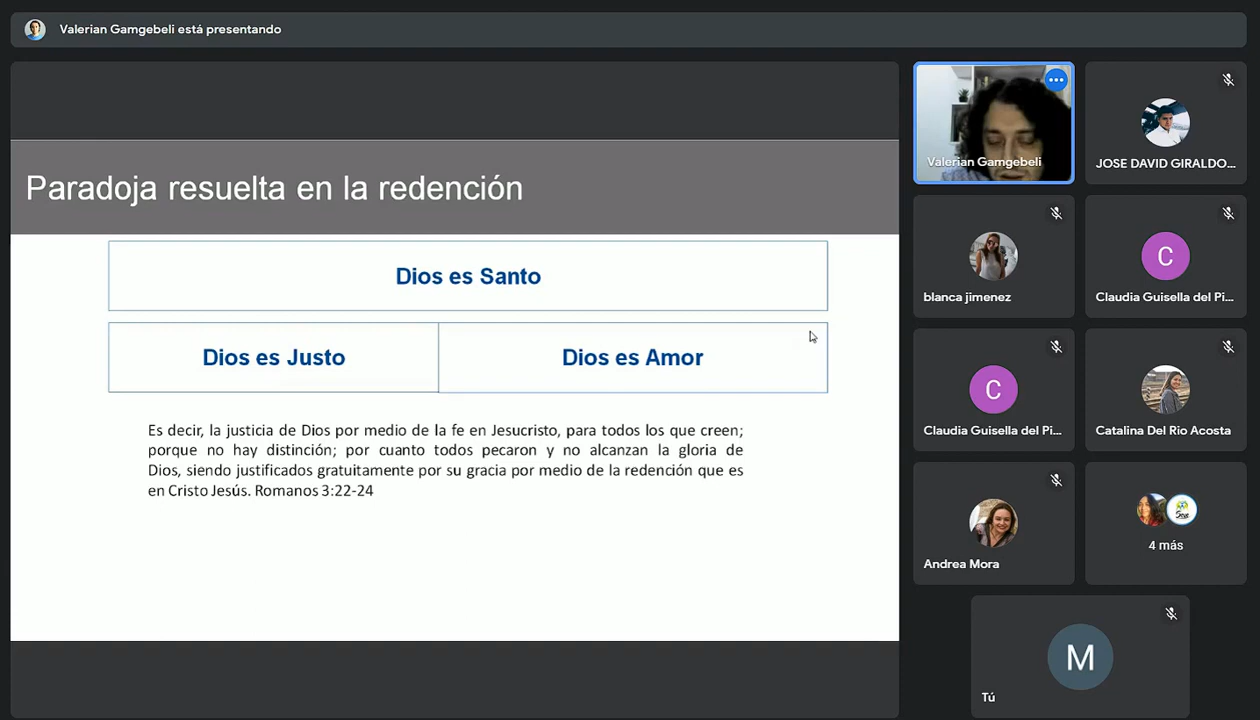 Valerian Gamgebeli está presentando
Paradoja resuelta en la redención
Dios es Santo
Dios es Justo
Dios es Amor
Es decir, la justicia de Dios por medio de la fe en Jesucristo, para todos los que creen;
porque no hay distinción; por cuanto todos pecaron y no alcanzan la gloria de
Dios, siendo justificados gratuitamente por su gracia por medio de la redención que es
en Cristo Jesús. Romanos 3:22-24
Valerian Gamgebeli
JOSE DAVID GIRALDO...
blanca jimenez
C
Claudia Guisella del Pi...
C
Claudia Guisella del Pi...
Catalina Del Rio Acosta
Andrea Mora
4 más
M
Tú